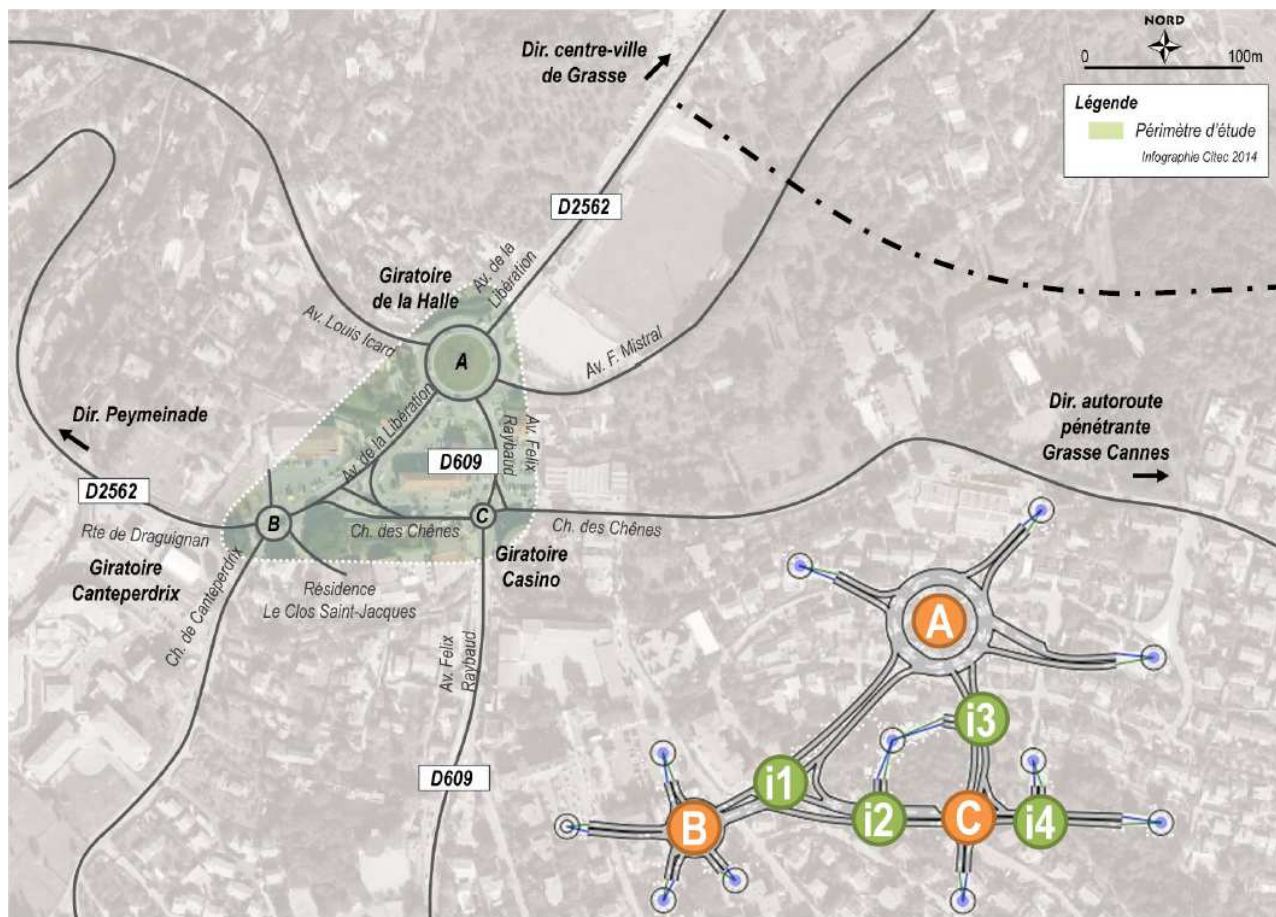 NORD
0 100m
Légende
Périmètre d'étude
Infographie Citec 2014
Dir. centre-ville
de Grasse
D2562
Giratoire
de la Halle
Av. de la
Libération
Av. Louis Icard
A
Av. F. Mistral
Dir. Peymeinade
Av. de la Libération
Av. Felix
Raybaud
D609
Dir. autoroute
pénétrante
Grasse Cannes
D2562
B
C
Rte de Draguignan
Ch. des Chênes
Ch. des Chênes
Giratoire
Canteperdrix
Giratoire
Casino
Résidence
Le Clos Saint-Jacques
Ch. de Canteperdrix
Av. Felix
Raybaud
D609
A
i3
i1
B
i2
C
i4